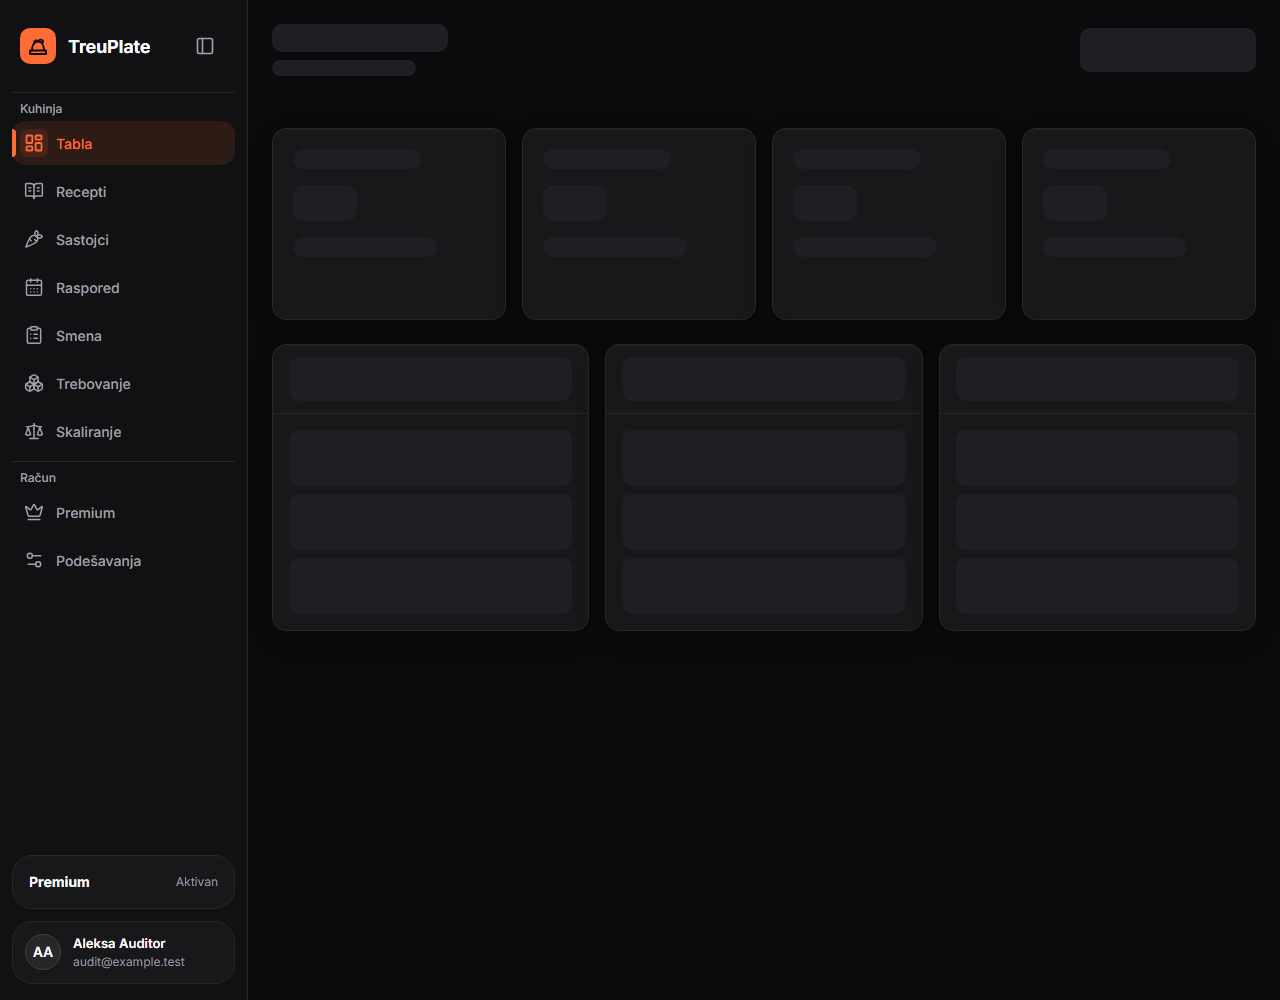 TreuPlate
Kuhinja
Tabla
Recepti
Sastojci
Raspored
Smena
Trebovanje
Skaliranje
Račun
Premium
Podešavanja
Premium
Aktivan
AA
Aleksa Auditor
audit@example.test